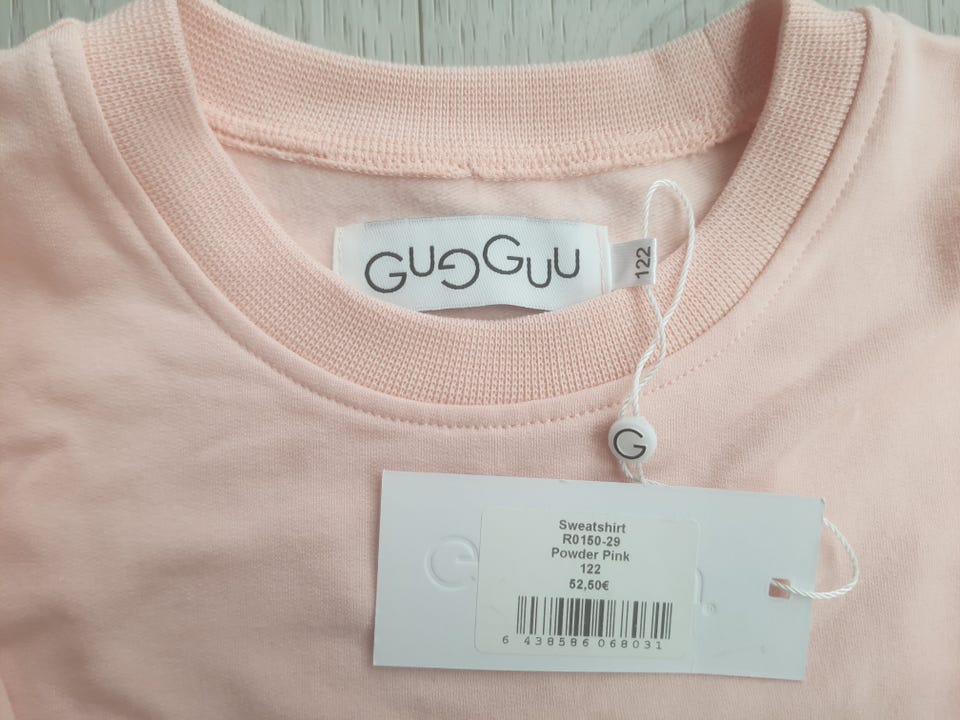 GUGGUU
122
G
Sweatshirt
R0150-29
Powder Pink
122
52,50€
6 438586 068031